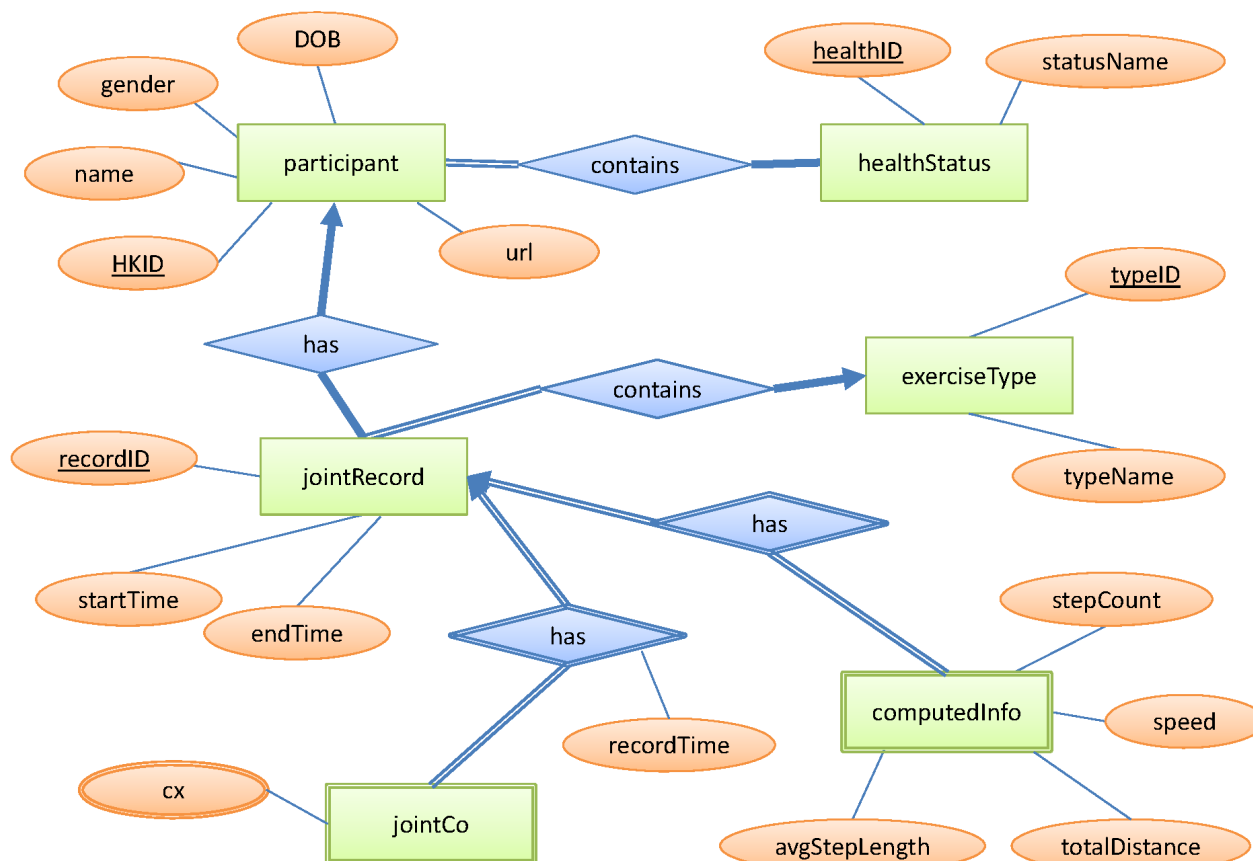 DOB
healthID
statusName
gender
participant
contains
healthStatus
name
HKID
url
typeID
has
contains
exerciseType
recordID
jointRecord
typeName
has
startTime
endTime
has
stepCount
computedInfo
speed
recordTime
cx
jointCo
avgStepLength
totalDistance